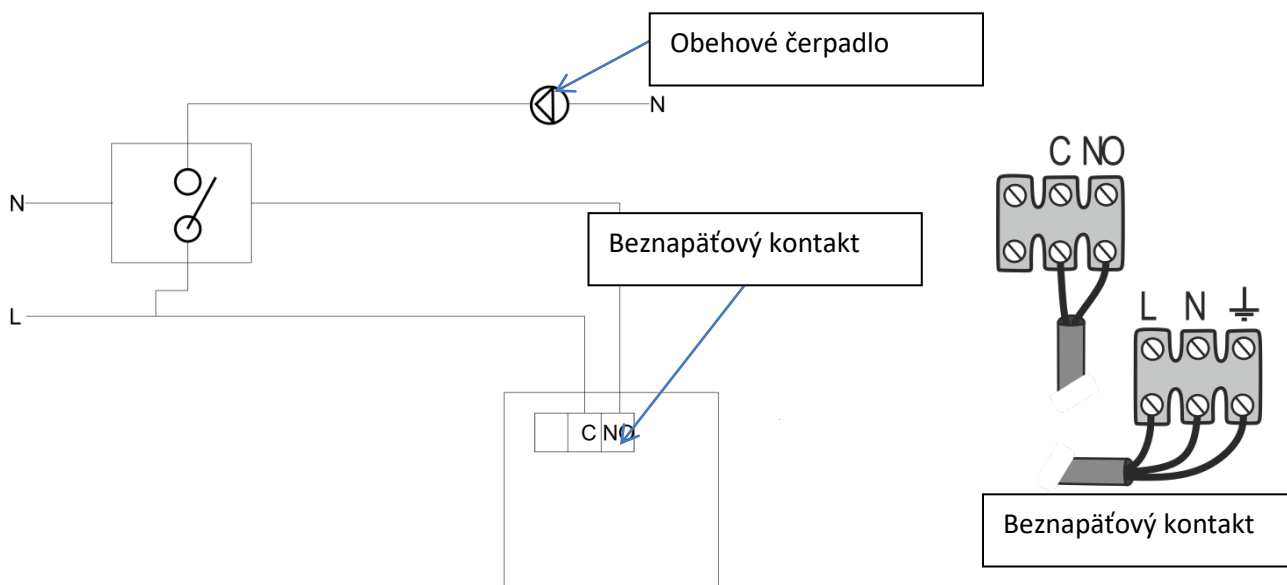 Obehové čerpadlo
N
N
Beznapäťový kontakt
L
C NO
C NO
L N
Beznapäťový kontakt